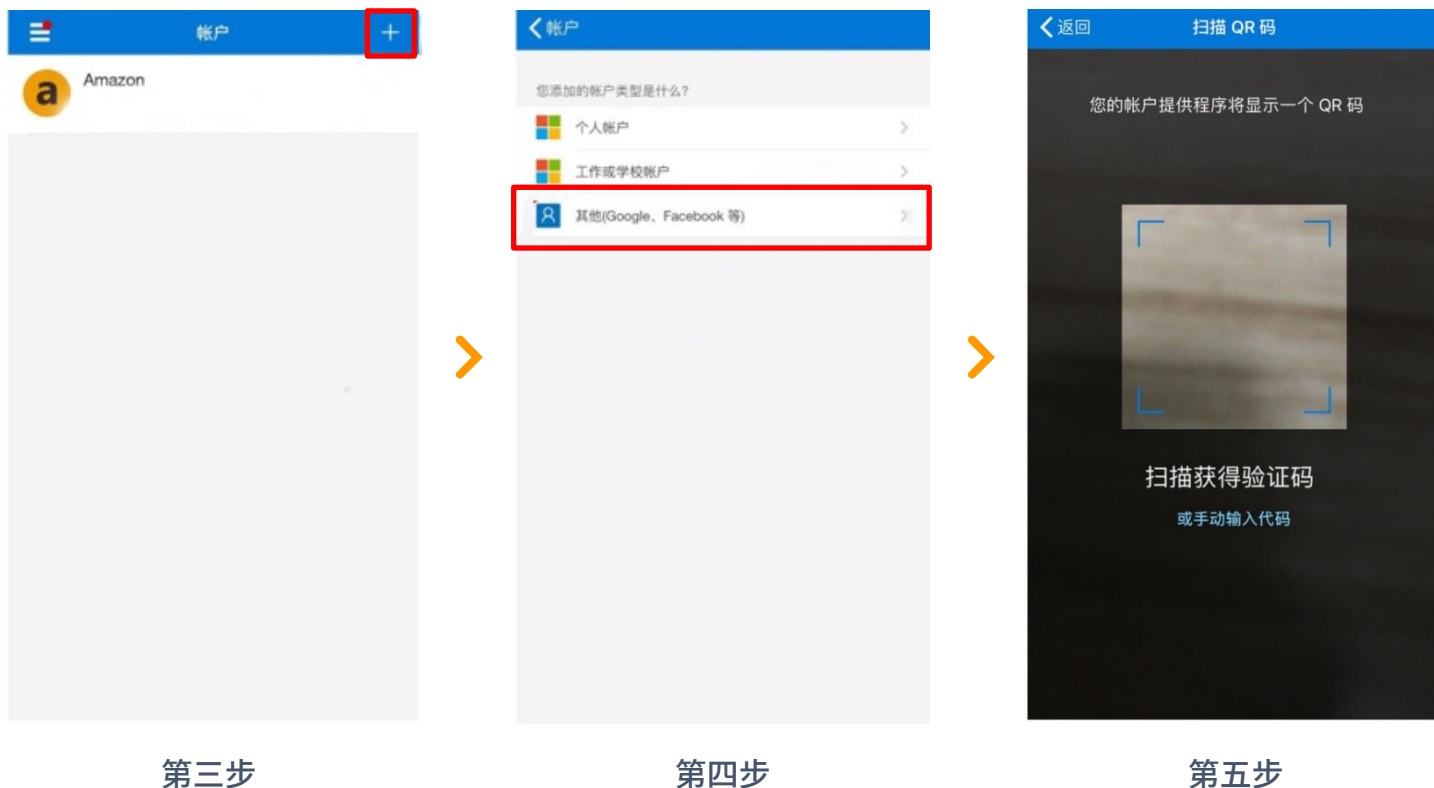 帐户
+
a
Amazon
第三步
帐户
您添加的帐户类型是什么?
个人帐户
工作或学校帐户
其他(Google、Facebook 等)
第四步
返回
扫描 QR 码
您的帐户提供程序将显示一个 QR 码
扫描获得验证码
或手动输入代码
第五步